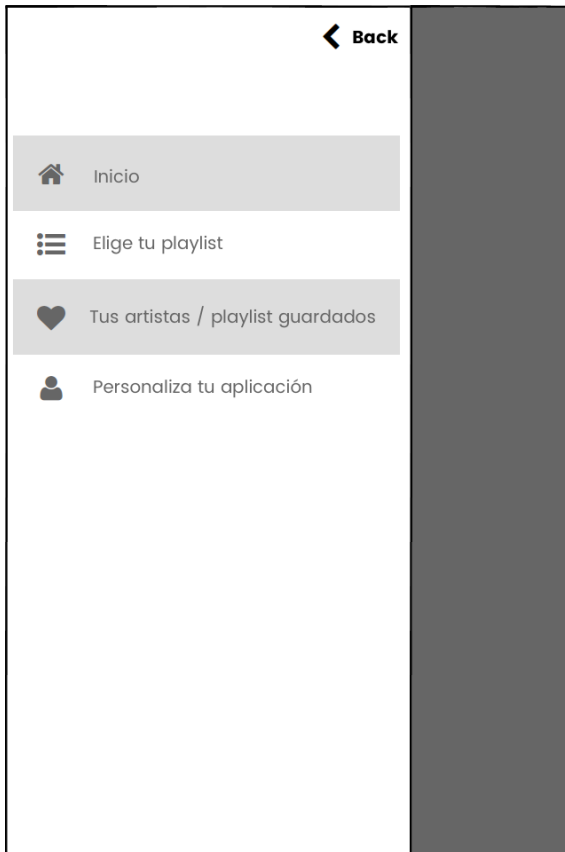 Back
Inicio
Elige tu playlist
Tus artistas / playlist guardados
Personaliza tu aplicación